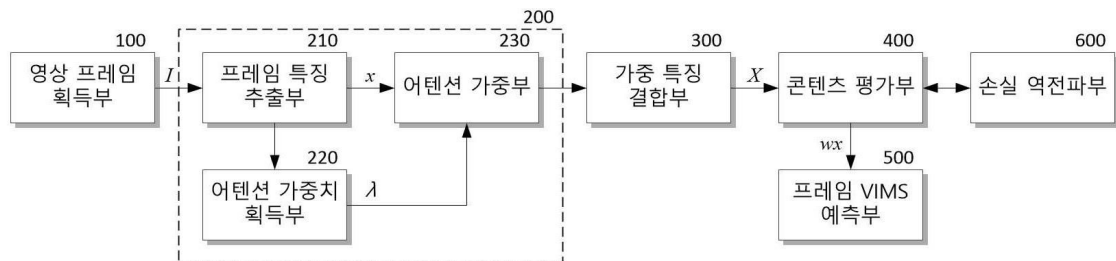 200
100
210
230
300
400
600
영상 프레임
획득부
I
프레임 특징
추출부
x
어텐션 가중부
가중 특징
결합부
X
콘텐츠 평가부
손실 역전파부
220
어텐션 가중치
획득부
λ
wx
500
프레임 VIMS
예측부